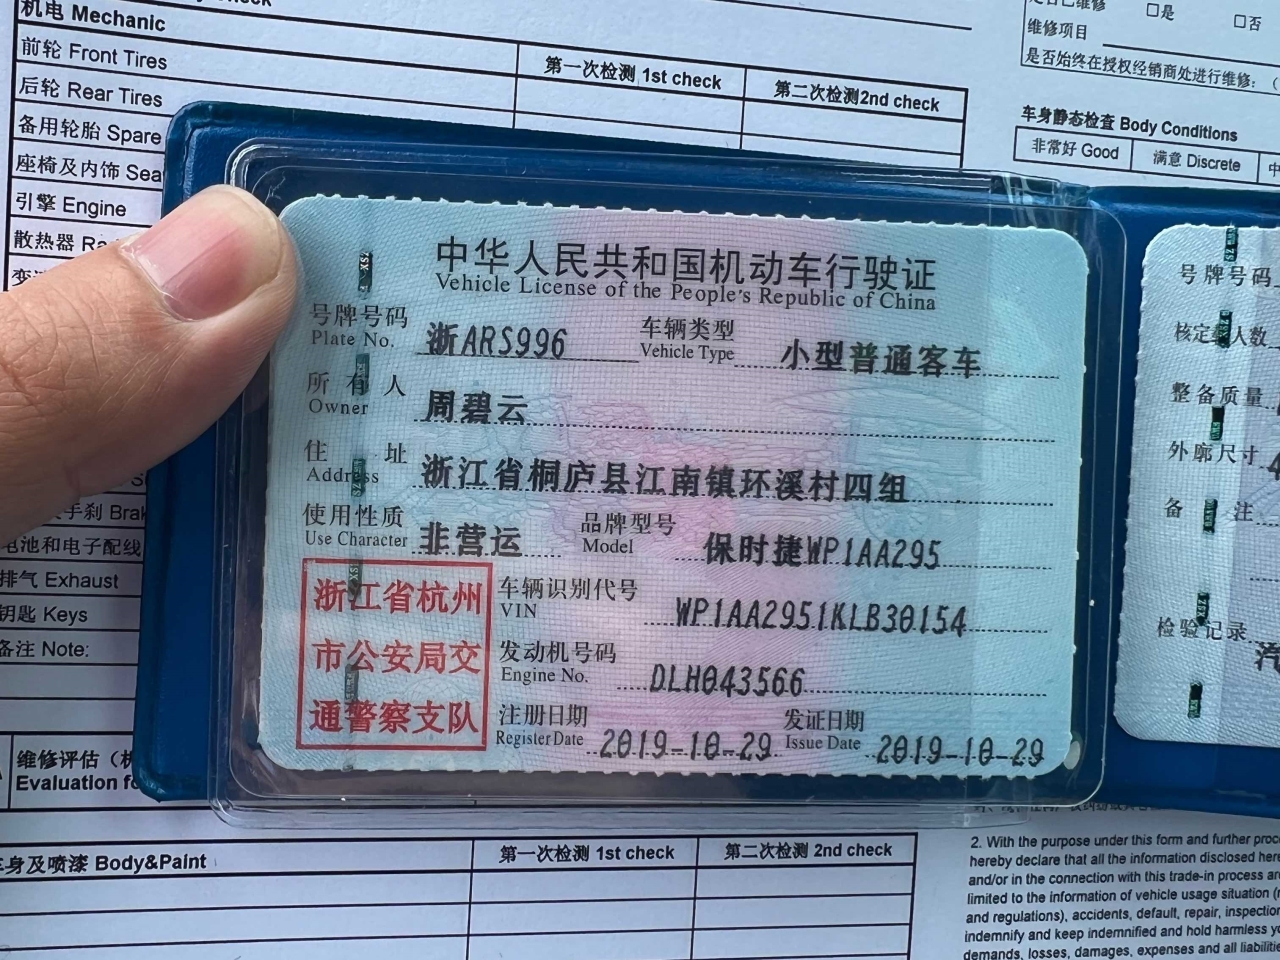 机电 Mechanic
前轮 Front Tires
第一次检测 1st check
第二次检测2nd check
后轮 Rear Tires
备用轮胎 Spare
座椅及内饰
引擎 Engine
散热器
维修项目
□是
□否
是否始终在授权经销商处进行维修:
车身静态检查 Body Conditions
非常好 Good
满意 Discrete
中华人民共和国机动车行驶证
Vehicle License of the People's Republic of China
号牌号码
Plate No.
浙ARS996
车辆类型
Vehicle Type
小型普通客车
所有人
Owner
周碧云
住址
Address
浙江省桐庐县江南镇环溪村四组
使用性质
Use Character
非营运
品牌型号
Model
保时捷WP1AA295
浙江省杭州
市公安局交
通警察支队
车辆识别代号
VIN
WP1AA2951KLB30154
发动机号码
Engine No.
DLH043566
注册日期
Register Date
2019-10-29
发证日期
Issue Date
2019-10-29
号牌号码
核定载人数
整备质量
外廓尺寸
备注
检验记录
手刹
电池和电子配线
排气 Exhaust
钥匙 Keys
备注 Note:
维修评估
Evaluation
车身及喷漆 Body&Paint
第一次检测 1st check
第二次检测 2nd check
2. With the purpose under this form and further
hereby declare that all the information disclosed
and/or in the connection with this trade-in process
limited to the information of vehicle usage situation
and regulations), accidents, default, repair,
indemnify and keep indemnified and hold harmless
demands, losses, damages, expenses and all